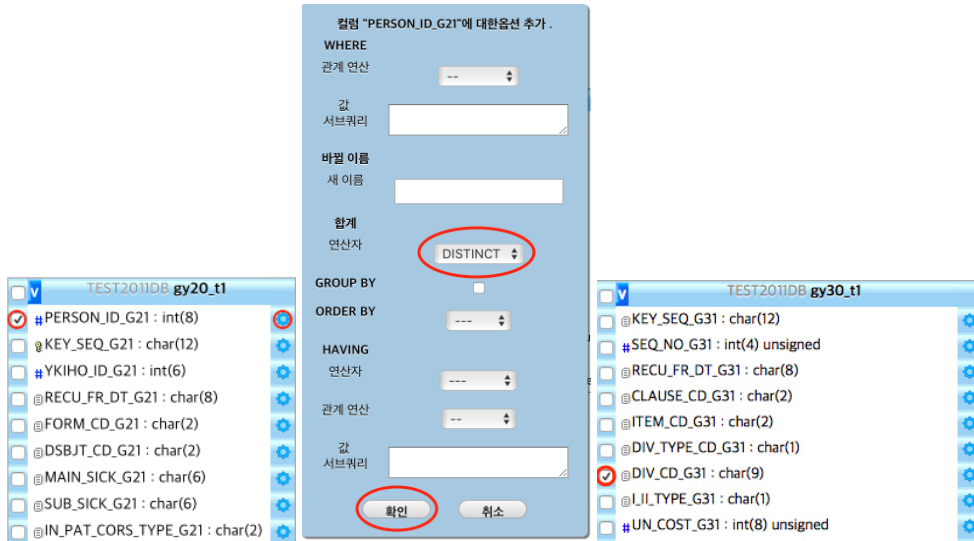 TEST2011DB gy20_t1
#PERSON_ID_G21 : int(8)
KEY_SEQ_G21 : char(12)
#YKIHO_ID_G21 : int(6)
RECU_FR_DT_G21 : char(8)
FORM_CD_G21 : char(2)
DSBJT_CD_G21 : char(2)
MAIN_SICK_G21 : char(6)
SUB_SICK_G21 : char(6)
IN_PAT_CORS_TYPE_G21 : char(2)
컬럼 "PERSON_ID_G21"에 대한옵션 추가 .
WHERE
관계 연산
--
값
서브쿼리
바뀔 이름
새 이름
합계
연산자
DISTINCT
GROUP BY
ORDER BY
---
HAVING
연산자
---
관계 연산
--
값
서브쿼리
확인
취소
TEST2011DB gy30_t1
KEY_SEQ_G31 : char(12)
#SEQ_NO_G31 : int(4) unsigned
RECU_FR_DT_G31 : char(8)
CLAUSE_CD_G31 : char(2)
ITEM_CD_G31 : char(2)
DIV_TYPE_CD_G31 : char(1)
DIV_CD_G31 : char(9)
I_II_TYPE_G31 : char(1)
#UN_COST_G31 : int(8) unsigned